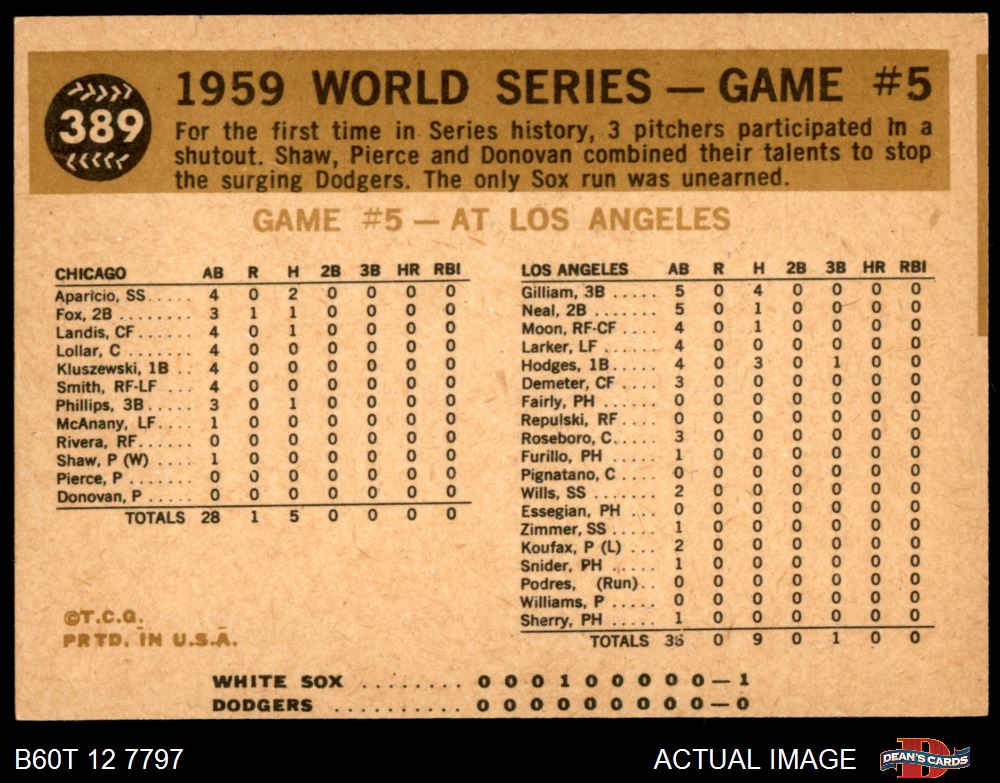 389
1959 WORLD SERIES — GAME #5
For the first time in Series history, 3 pitchers participated in a
shutout. Shaw, Pierce and Donovan combined their talents to stop
the surging Dodgers. The only Sox run was unearned.
GAME #5 — AT LOS ANGELES
CHICAGO AB R H 2B 3B HR RBI
Aparicio, SS..... 4 0 2 0 0 0 0
Fox, 2B ......... 3 1 1 0 0 0 0
Landis, CF ...... 4 0 1 0 0 0 0
Lollar, C ....... 4 0 0 0 0 0 0
Kluszewski, 1B .. 4 0 0 0 0 0 0
Smith, RF-LF .... 4 0 0 0 0 0 0
Phillips, 3B..... 3 0 1 0 0 0 0
McAnany, LF.... 1 0 0 0 0 0 0
Rivera, RF...... 0 0 0 0 0 0 0
Shaw, P (W) .... 1 0 0 0 0 0 0
Pierce, P ....... 0 0 0 0 0 0 0
Donovan, P ..... 0 0 0 0 0 0 0
TOTALS 28 1 5 0 0 0 0
LOS ANGELES AB R H 2B 3B HR RBI
Gilliam, 3B ..... 5 0 4 0 0 0 0
Neal, 2B ........ 5 0 1 0 0 0 0
Moon, RF-CF .... 4 0 1 0 0 0 0
Larker, LF ...... 4 0 0 0 0 0 0
Hodges, 1B...... 4 0 3 0 1 0 0
Demeter, CF .... 3 0 0 0 0 0 0
Fairly, PH ...... 0 0 0 0 0 0 0
Repulski, RF .... 0 0 0 0 0 0 0
Roseboro, C..... 3 0 0 0 0 0 0
Furillo, PH ..... 1 0 0 0 0 0 0
Pignatano, C .... 0 0 0 0 0 0 0
Wills, SS ....... 2 0 0 0 0 0 0
Essegian, PH ... 0 0 0 0 0 0 0
Zimmer, SS ..... 1 0 0 0 0 0 0
Koufax, P (L) ... 2 0 0 0 0 0 0
Snider, PH ..... 1 0 0 0 0 0 0
Podres, (Run).. 0 0 0 0 0 0 0
Williams, P ..... 0 0 0 0 0 0 0
Sherry, PH ..... 1 0 0 0 0 0 0
TOTALS 0 9 0 1 0 0
©T.C.G.
PRTD. IN U.S.A.
WHITE SOX ........ 0 0 0 1 0 0 0 0 0 — 1
DODGERS .......... 0 0 0 0 0 0 0 0 0 — 0
B60T 12 7797
ACTUAL IMAGE
D
DEAN'S CARDS